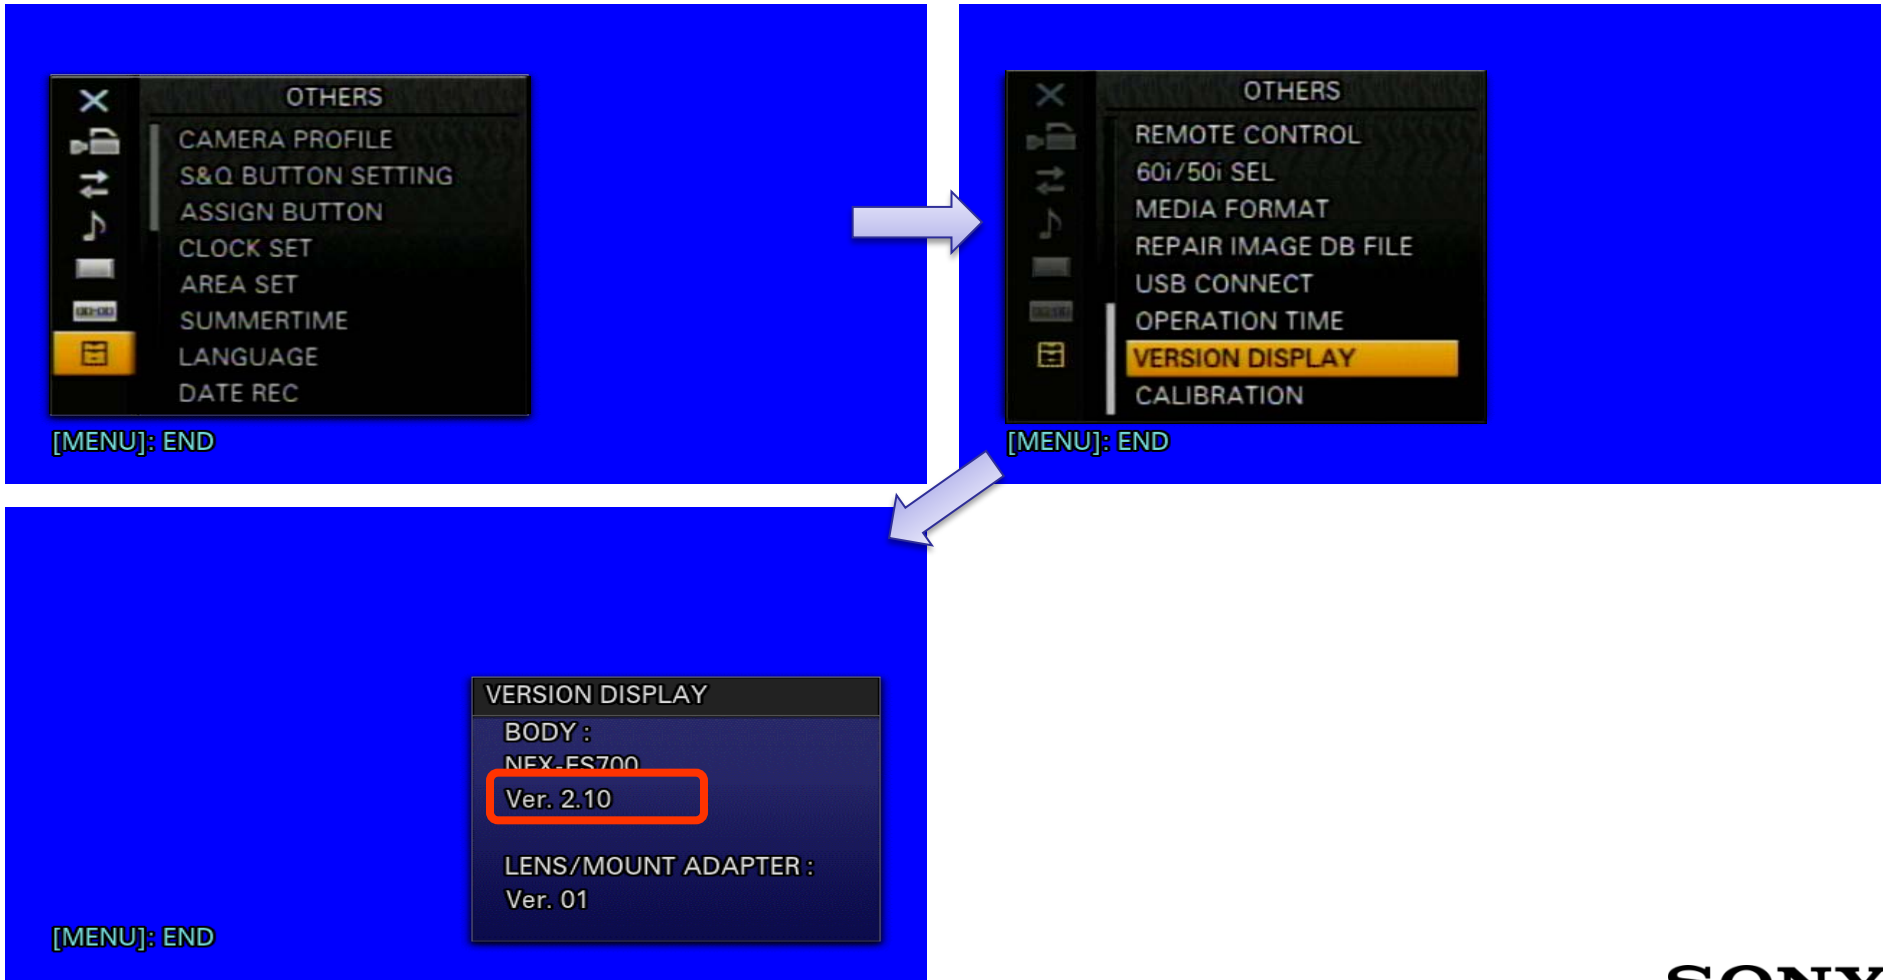 OTHERS
CAMERA PROFILE
S&Q BUTTON SETTING
ASSIGN BUTTON
CLOCK SET
AREA SET
SUMMERTIME
LANGUAGE
DATE REC
[MENU]: END
OTHERS
REMOTE CONTROL
60i/50i SEL
MEDIA FORMAT
REPAIR IMAGE DB FILE
USB CONNECT
OPERATION TIME
VERSION DISPLAY
CALIBRATION
[MENU]: END
VERSION DISPLAY
BODY :
NEX-FS700
Ver. 2.10
LENS/MOUNT ADAPTER :
Ver. 01
[MENU]: END
SONY